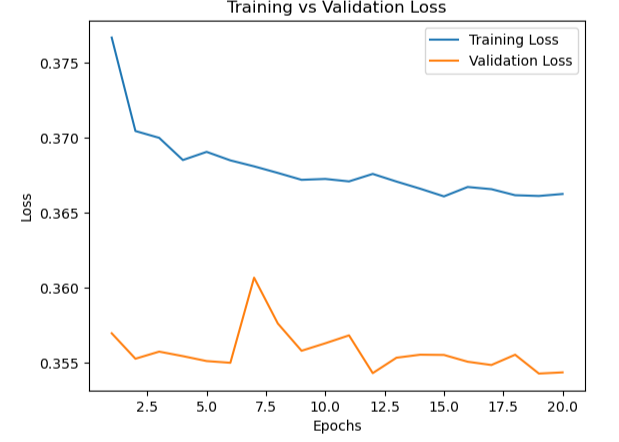 Training vs Validation Loss
Training Loss
Validation Loss
0.375
0.370
0.365
0.360
0.355
Loss
2.5 5.0 7.5 10.0 12.5 15.0 17.5 20.0
Epochs